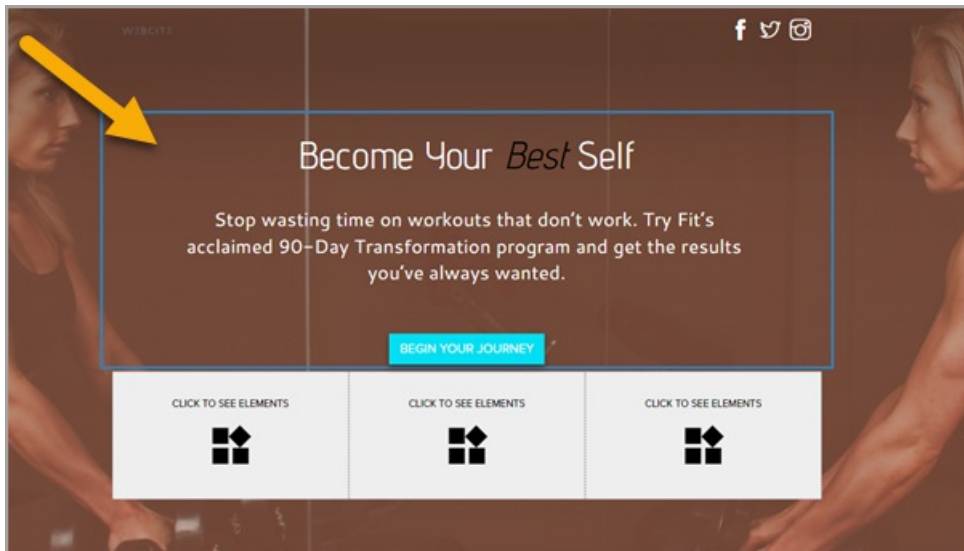 WEBCITE
Become Your Best Self
Stop wasting time on workouts that don't work. Try Fit's
acclaimed 90-Day Transformation program and get the results
you've always wanted.
BEGIN YOUR JOURNEY
CLICK TO SEE ELEMENTS
CLICK TO SEE ELEMENTS
CLICK TO SEE ELEMENTS